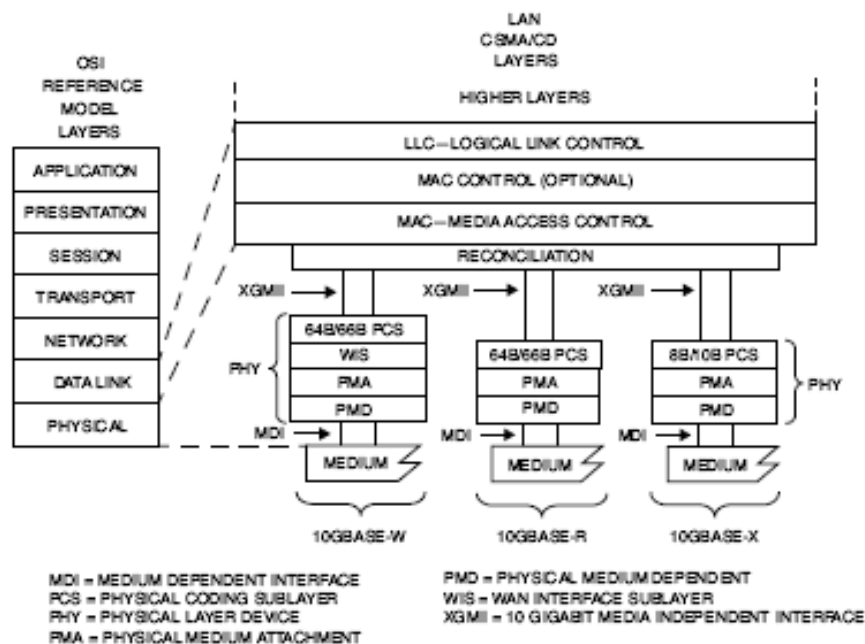 LAN
CSMA/CD
LAYERS
OSI
REFERENCE
MODEL
LAYERS
HIGHER LAYERS
LLC—LOGICAL LINK CONTROL
MAC CONTROL (OPTIONAL)
MAC—MEDIA ACCESS CONTROL
RECONCILIATION
APPLICATION
PRESENTATION
SESSION
TRANSPORT
NETWORK
DATA LINK
PHYSICAL
XGMII
XGMII
XGMII
64B/66B PCS
WIS
PMA
PMD
PHY
MDI
MEDIUM
10GBASE-W
64B/66B PCS
PMA
PMD
MDI
MEDIUM
10GBASE-R
8B/10B PCS
PMA
PMD
PHY
MDI
MEDIUM
10GBASE-X
MDI = MEDIUM DEPENDENT INTERFACE
PCS = PHYSICAL CODING SUBLAYER
PHY = PHYSICAL LAYER DEVICE
PMA = PHYSICAL MEDIUM ATTACHMENT
PMD = PHYSICAL MEDIUM DEPENDENT
WIS = WAN INTERFACE SUBLAYER
XGMII = 10 GIGABIT MEDIA INDEPENDENT INTERFACE